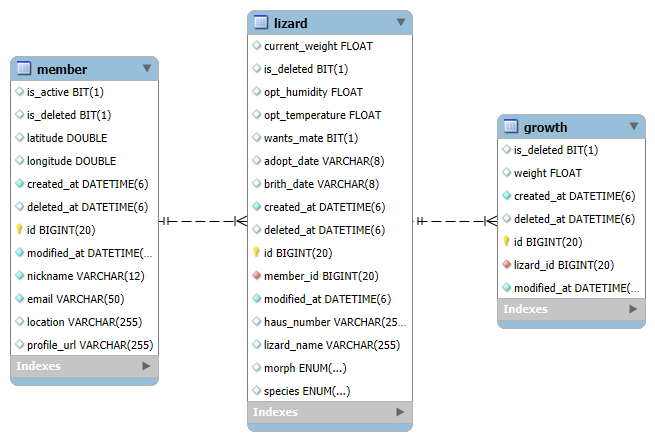 member
is_active BIT(1)
is_deleted BIT(1)
latitude DOUBLE
longitude DOUBLE
created_at DATETIME(6)
deleted_at DATETIME(6)
id BIGINT(20)
modified_at DATETIME(...
nickname VARCHAR(12)
email VARCHAR(50)
location VARCHAR(255)
profile_url VARCHAR(255)
Indexes
lizard
current_weight FLOAT
is_deleted BIT(1)
opt_humidity FLOAT
opt_temperature FLOAT
wants_mate BIT(1)
adopt_date VARCHAR(8)
brith_date VARCHAR(8)
created_at DATETIME(6)
deleted_at DATETIME(6)
id BIGINT(20)
member_id BIGINT(20)
modified_at DATETIME(6)
haus_number VARCHAR(25...
lizard_name VARCHAR(255)
morph ENUM(...)
species ENUM(...)
Indexes
growth
is_deleted BIT(1)
weight FLOAT
created_at DATETIME(6)
deleted_at DATETIME(6)
id BIGINT(20)
lizard_id BIGINT(20)
modified_at DATETIME(...
Indexes